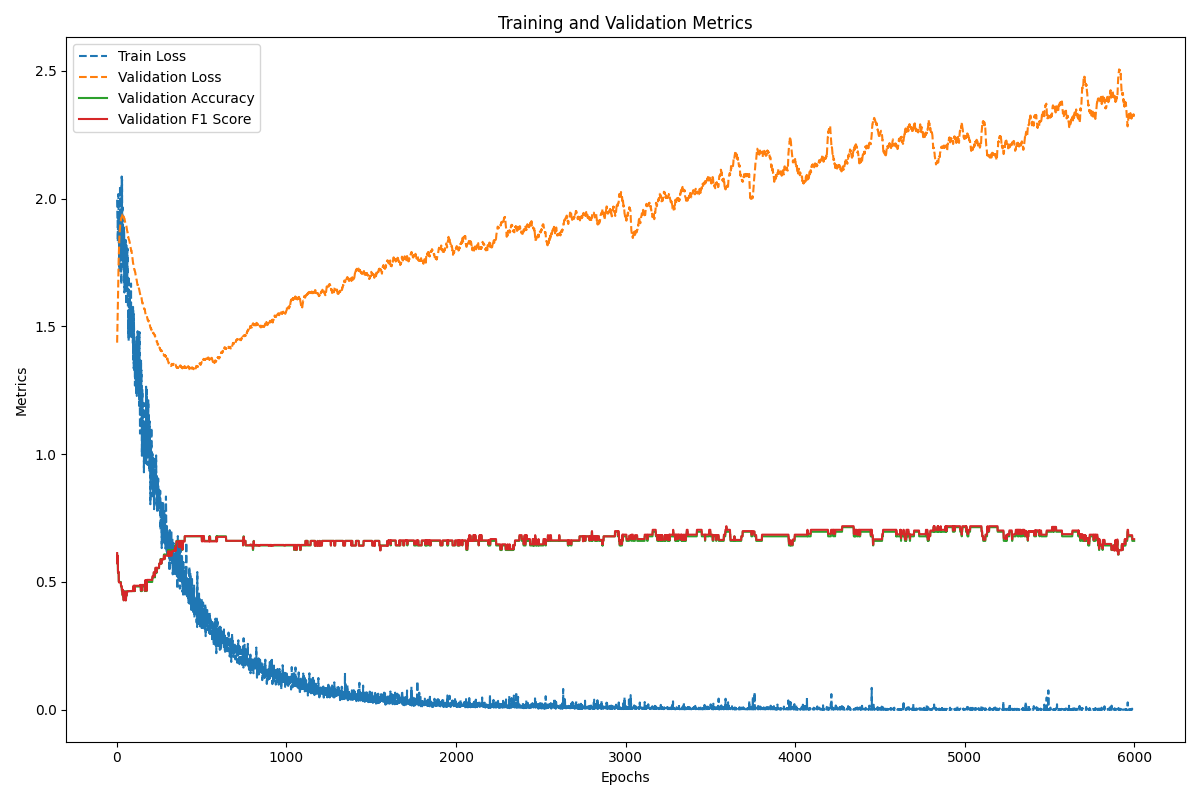 Training and Validation Metrics
Train Loss
Validation Loss
Validation Accuracy
Validation F1 Score
Metrics
2.5
2.0
1.5
1.0
0.5
0.0
0
1000
2000
3000
4000
5000
6000
Epochs